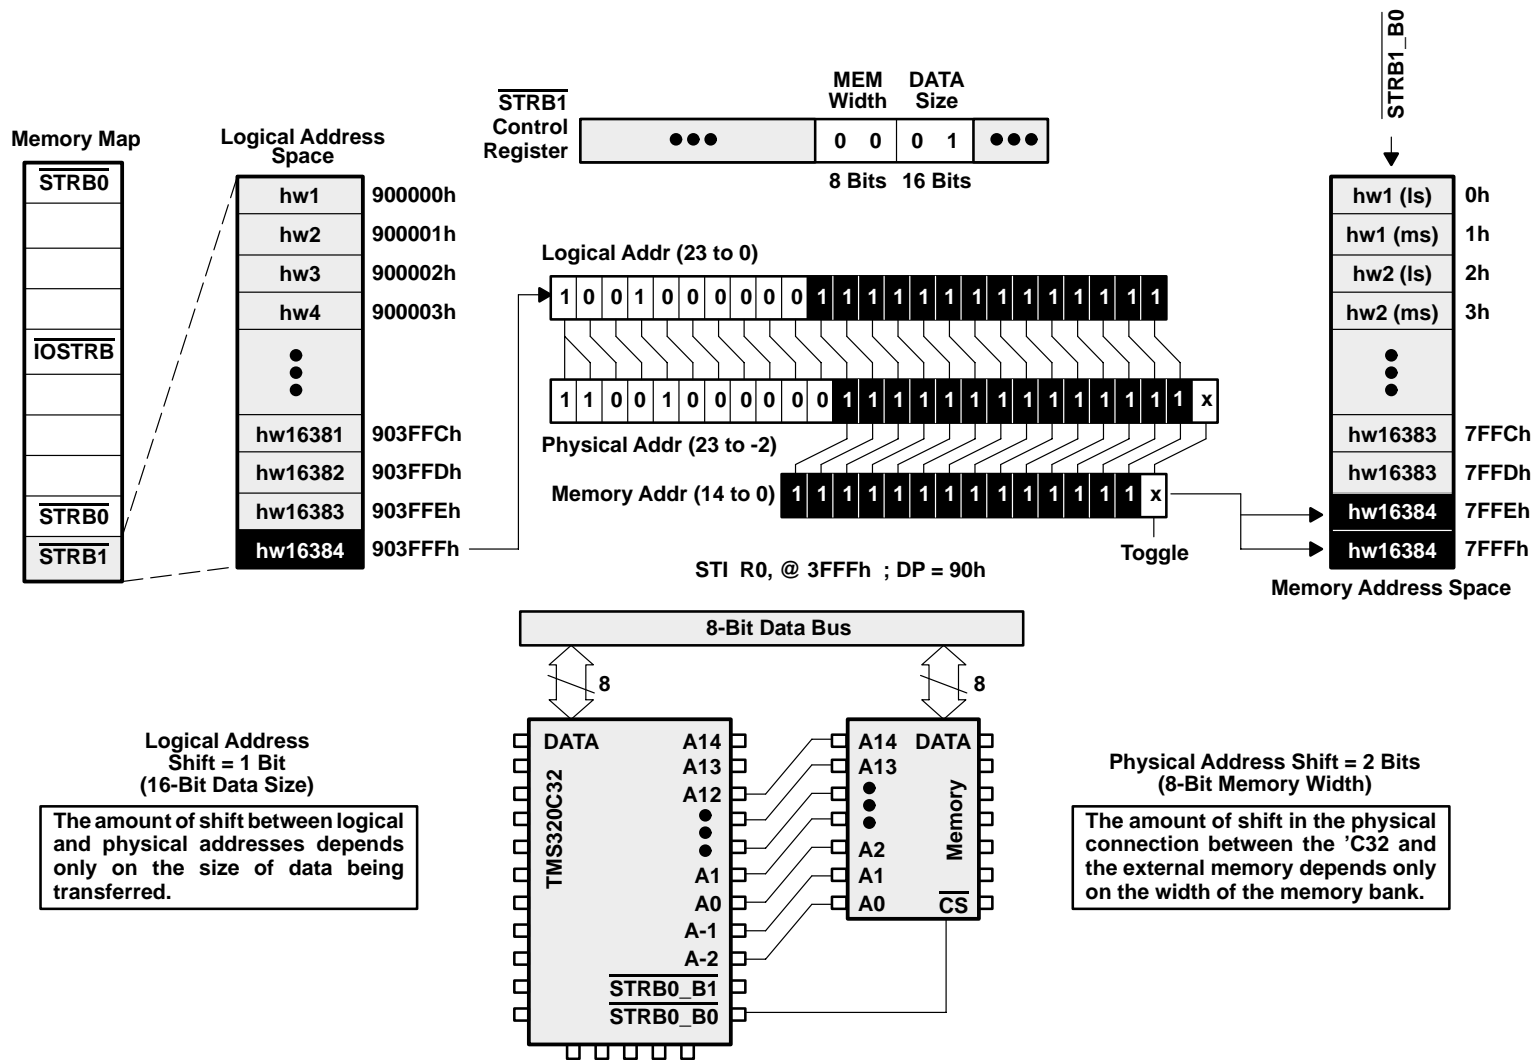 STRB1_B0
MEM Width
DATA Size
STRB1 Control Register
●●● 0 0 0 1 ●●●
8 Bits 16 Bits
Memory Map
STRB0
IOSTRB
STRB0
STRB1
Logical Address Space
hw1 900000h
hw2 900001h
hw3 900002h
hw4 900003h
hw16381 903FFCh
hw16382 903FFDh
hw16383 903FFEh
hw16384 903FFFh
Logical Addr (23 to 0)
1 0 0 1 0 0 0 0 0 0 1 1 1 1 1 1 1 1 1 1 1 1 1 1
1 1 0 0 1 0 0 0 0 0 0 1 1 1 1 1 1 1 1 1 1 1 1 1 1 x
Physical Addr (23 to -2)
Memory Addr (14 to 0) 1 1 1 1 1 1 1 1 1 1 1 1 1 1 x
Toggle
STI R0, @ 3FFFh ; DP = 90h
hw1 (ls) 0h
hw1 (ms) 1h
hw2 (ls) 2h
hw2 (ms) 3h
hw16383 7FFCh
hw16383 7FFDh
hw16384 7FFEh
hw16384 7FFFh
Memory Address Space
8-Bit Data Bus
8
8
DATA
TMS320C32
A14
A13
A12
A1
A0
A-1
A-2
STRB0_B1
STRB0_B0
A14 DATA
A13
A2
A1
A0
Memory
CS
Logical Address
Shift = 1 Bit
(16-Bit Data Size)
The amount of shift between logical
and physical addresses depends
only on the size of data being
transferred.
Physical Address Shift = 2 Bits
(8-Bit Memory Width)
The amount of shift in the physical
connection between the ’C32 and
the external memory depends only
on the width of the memory bank.